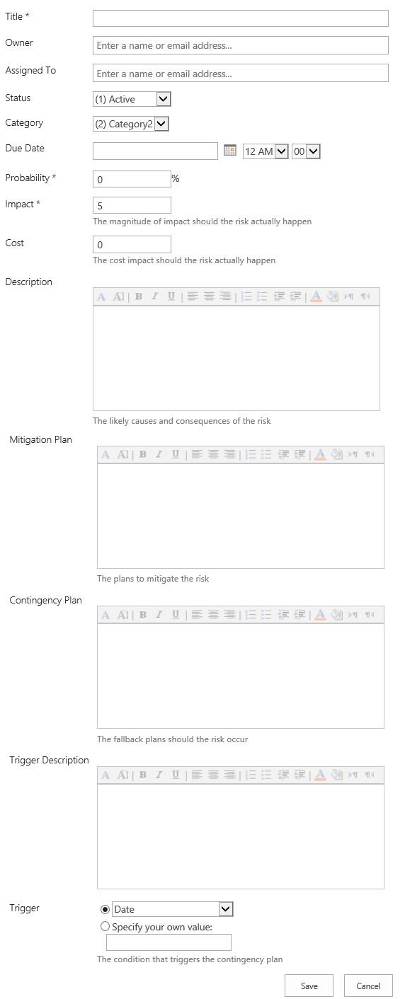 Title *
Owner
Enter a name or email address...
Assigned To
Enter a name or email address...
Status
(1) Active
Category
(2) Category2
Due Date
12 AM 00
Probability *
0 %
Impact *
5
The magnitude of impact should the risk actually happen
Cost
0
The cost impact should the risk actually happen
Description
A A B I U A
The likely causes and consequences of the risk
Mitigation Plan
A A B I U A
The plans to mitigate the risk
Contingency Plan
A A B I U A
The fallback plans should the risk occur
Trigger Description
A A B I U A
Trigger
Date
Specify your own value:
The condition that triggers the contingency plan
Save Cancel